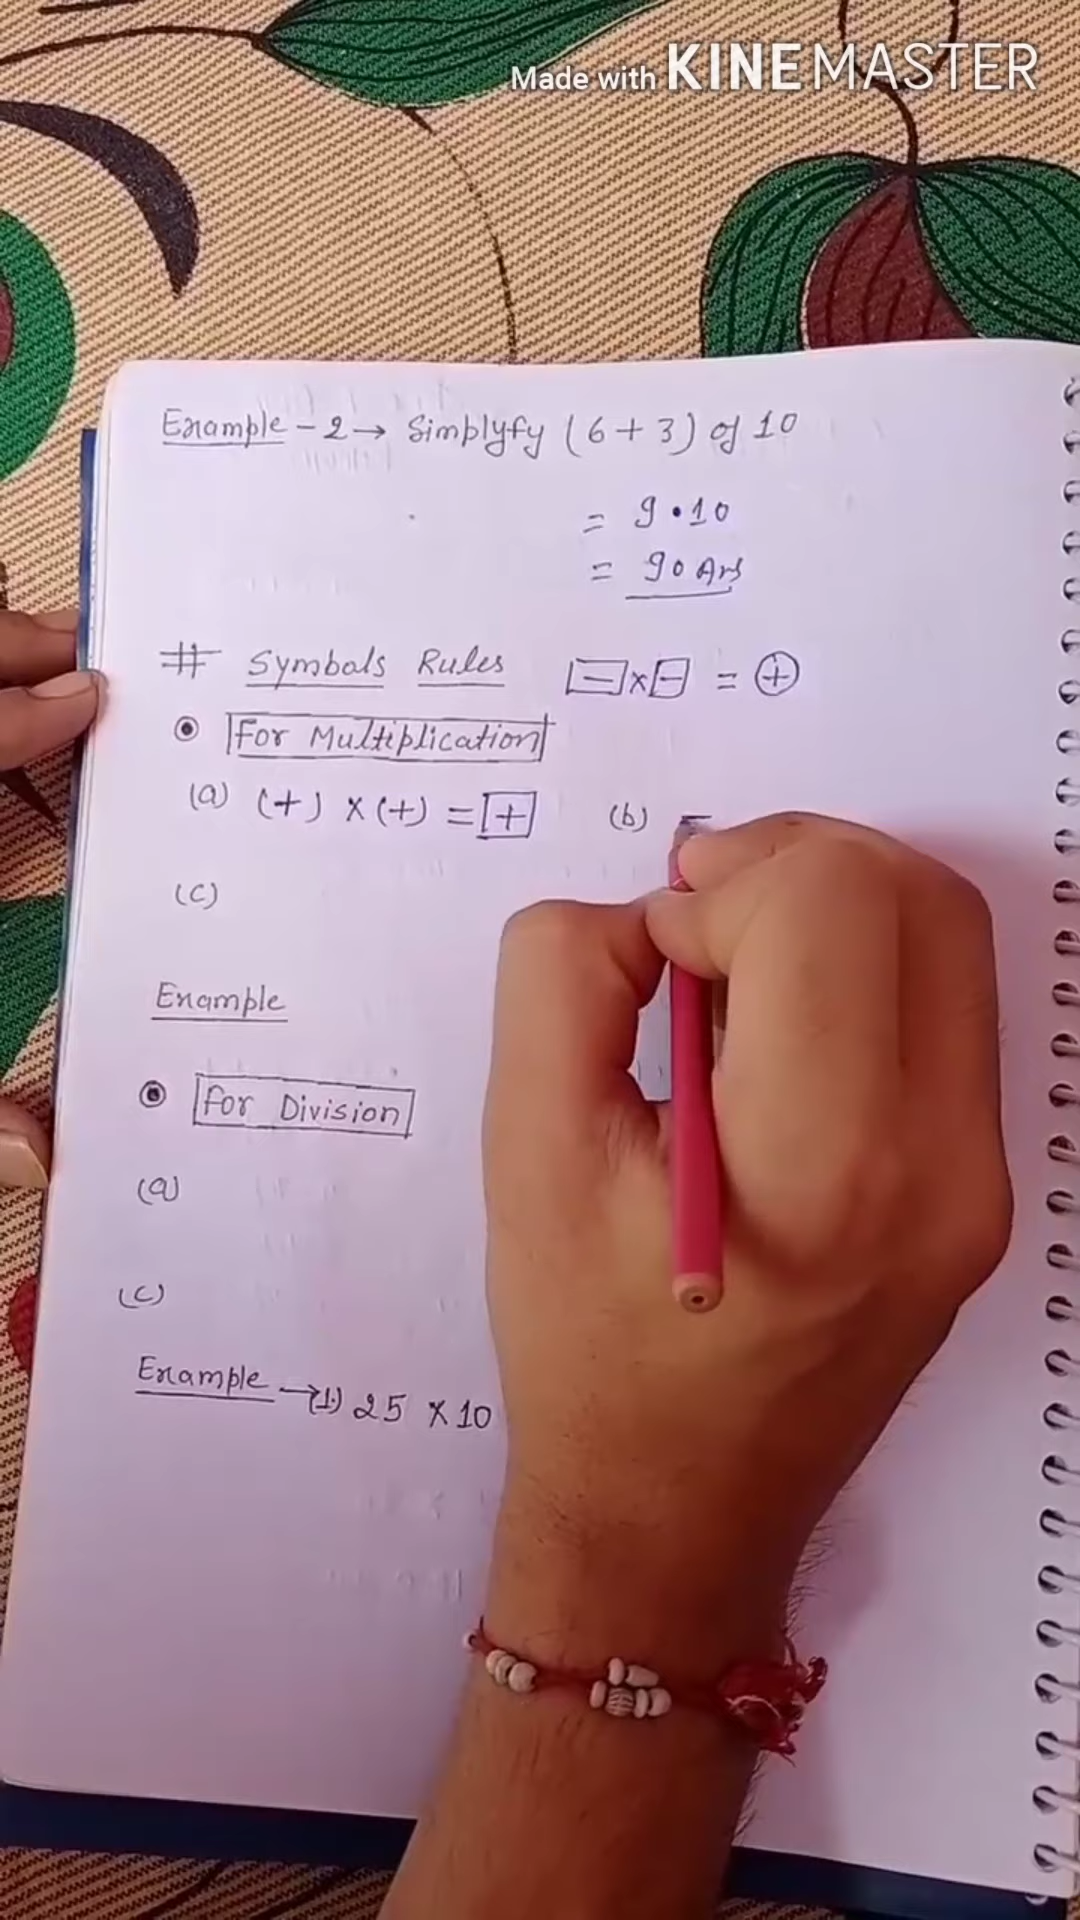 Made with KINEMASTER
Example - 2 → Simplyfy (6 + 3) of 10
= 9 • 10
= 90 Ans
# Symbals Rules [-] x [-] = (+)
For Multiplication
(a) (+) x (+) = [+] (b) -
(c)
Example
For Division
(a)
(c)
Example → (1) 25 x 10